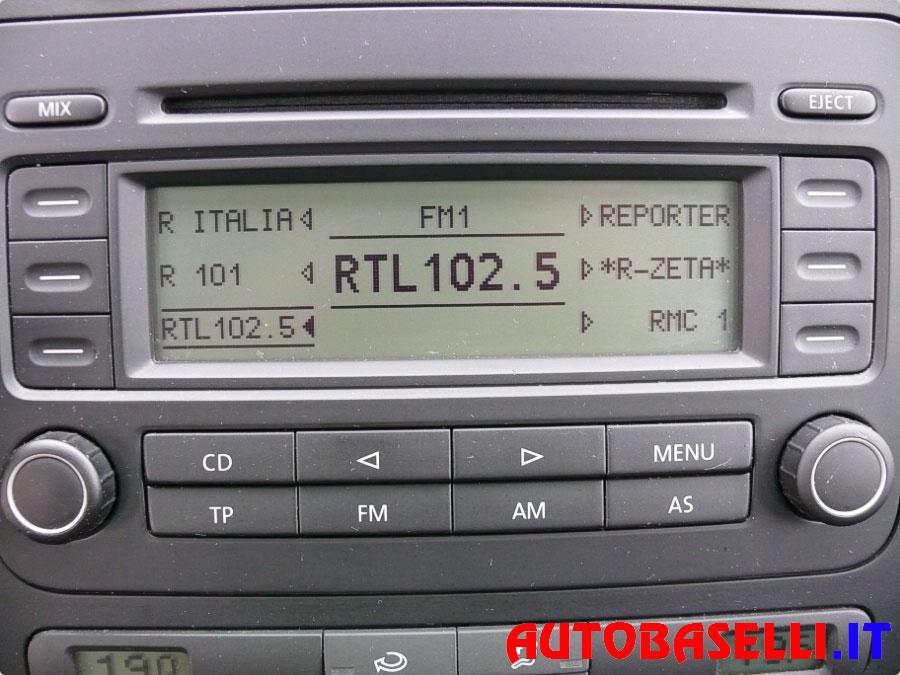 MIX
EJECT
R ITALIA FM1 REPORTER
R 101 RTL102.5 *R-ZETA*
RTL102.5 RMC 1
CD MENU
TP FM AM AS
AUTOBASELLI.IT